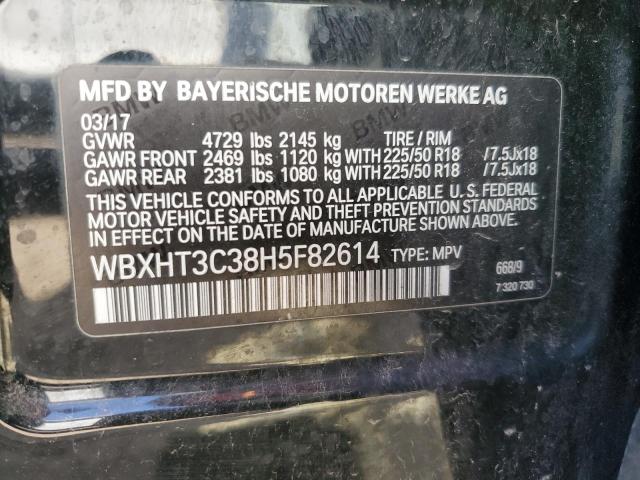 MFD BY BAYERISCHE MOTOREN WERKE AG
03/17
GVWR 4729 lbs 2145 kg TIRE / RIM
GAWR FRONT 2469 lbs 1120 kg WITH 225/50 R18 /7.5Jx18
GAWR REAR 2381 lbs 1080 kg WITH 225/50 R18 /7.5Jx18
THIS VEHICLE CONFORMS TO ALL APPLICABLE U.S. FEDERAL
MOTOR VEHICLE SAFETY AND THEFT PREVENTION STANDARDS
IN EFFECT ON THE DATE OF MANUFACTURE SHOWN ABOVE.
WBXHT3C38H5F82614 TYPE: MPV
668/9
7 320 730